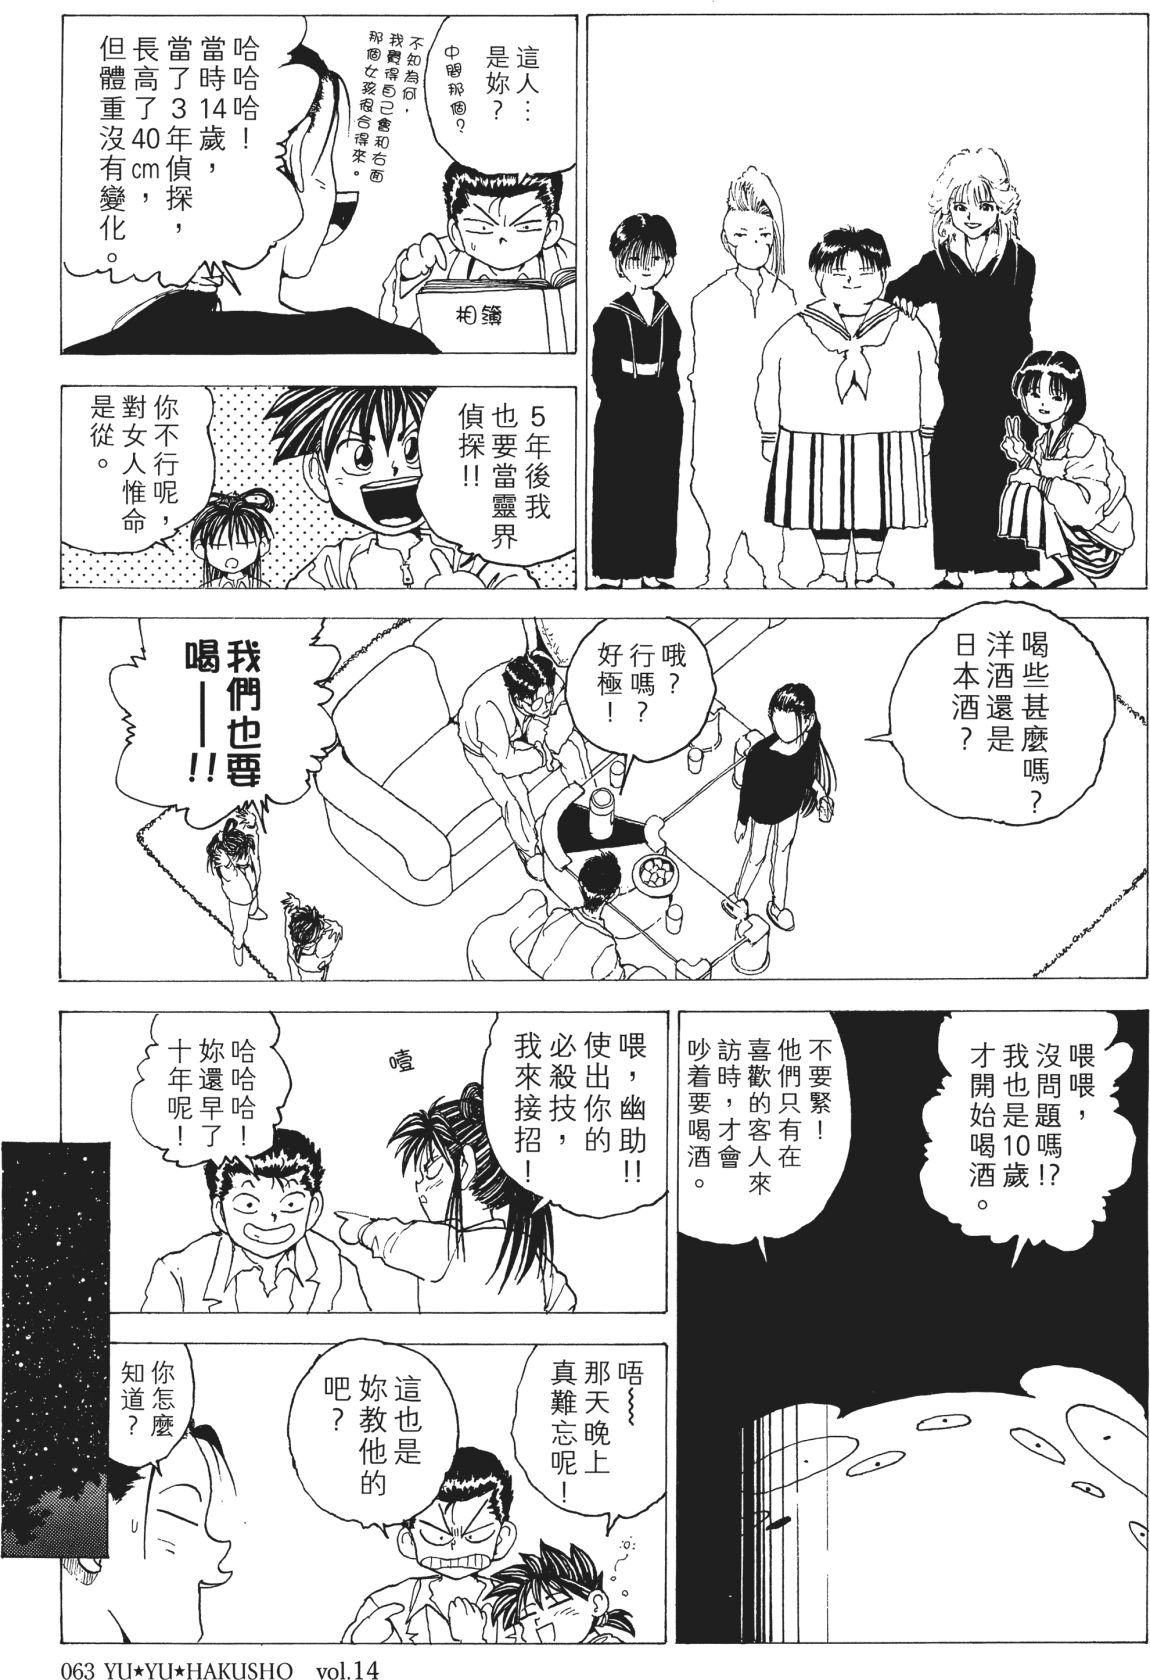 這人…
是妳？
中間那個？
不知為何，
我覺得自己會和右面
那個女孩很合得來。
相簿
哈哈哈！
當時14歲，
當了3年偵探，
長高了40cm，
但體重沒有變化。
5年後我
也要當靈界
偵探!!
你不行呢，
對女人惟命
是從。
喝些甚麼嗎？
洋酒還是
日本酒？
哦？
行嗎？
好極！
我們也要
喝——!!
喂喂，
沒問題嗎!?
我也是10歲
才開始喝酒。
不要緊！
他們只有在
喜歡的客人來
訪時，才會
吵着要喝酒。
喂，幽助!!
使出你的
必殺技，
我來接招！
噎
哈哈哈！
妳還早了
十年呢！
唔～～
那天晚上
真難忘呢！
這也是
妳教他的
吧？
你怎麼
知道？
063 YU★YU★HAKUSHO vol.14